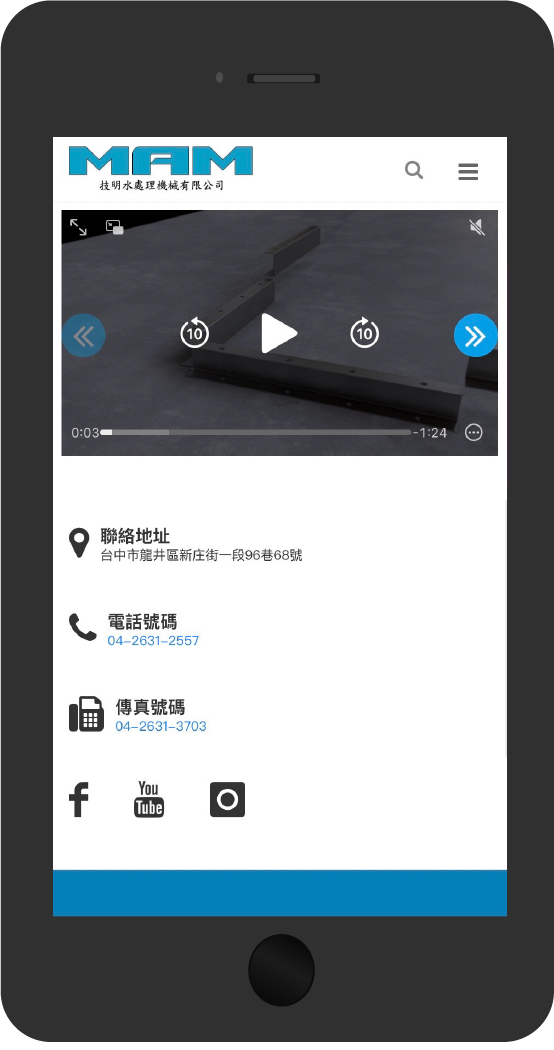 MAM
技明水處理機械有限公司
10
10
0:03
-1:24
聯絡地址
台中市龍井區新庄街一段96巷68號
電話號碼
04-2631-2557
傳真號碼
04-2631-3703
f
You
Tube